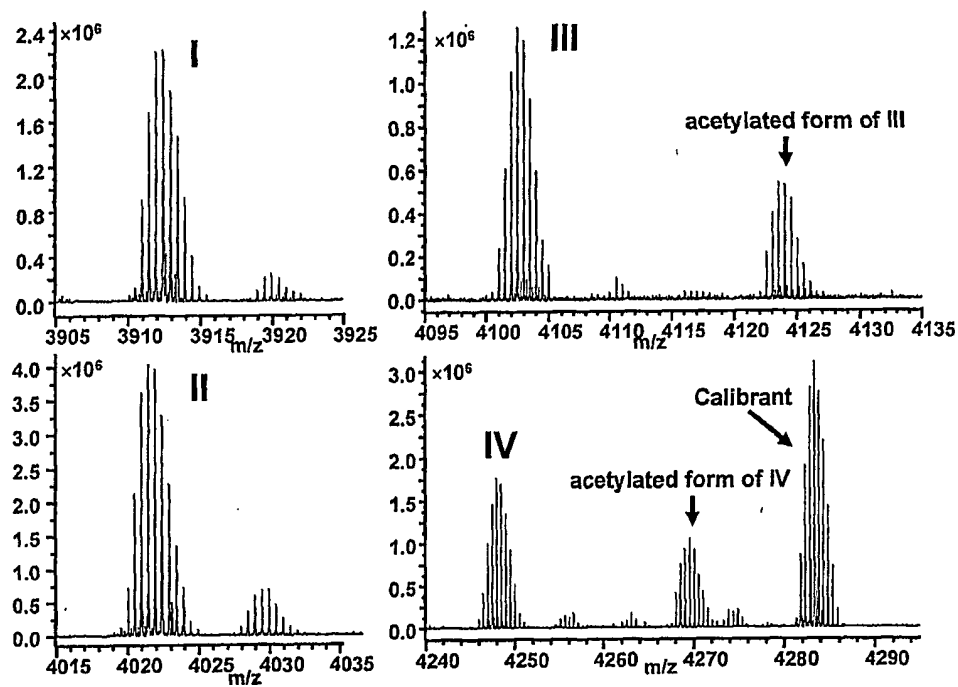 ×10⁶
I
2.4
2.0
1.6
1.2
0.8
0.4
0.0
3905 3910 3915 3920 3925
m/z
×10⁶
III
1.2
1.0
0.8
0.6
0.4
0.2
0.0
acetylated form of III
4095 4100 4105 4110 4115 4120 4125 4130 4135
m/z
×10⁶
II
4.0
3.5
3.0
2.5
2.0
1.5
1.0
0.5
0.0
4015 4020 4025 4030 4035
m/z
×10⁶
3.0
2.5
2.0
1.5
1.0
0.5
0.0
Calibrant
IV
acetylated form of IV
4240 4250 4260 4270 4280 4290
m/z